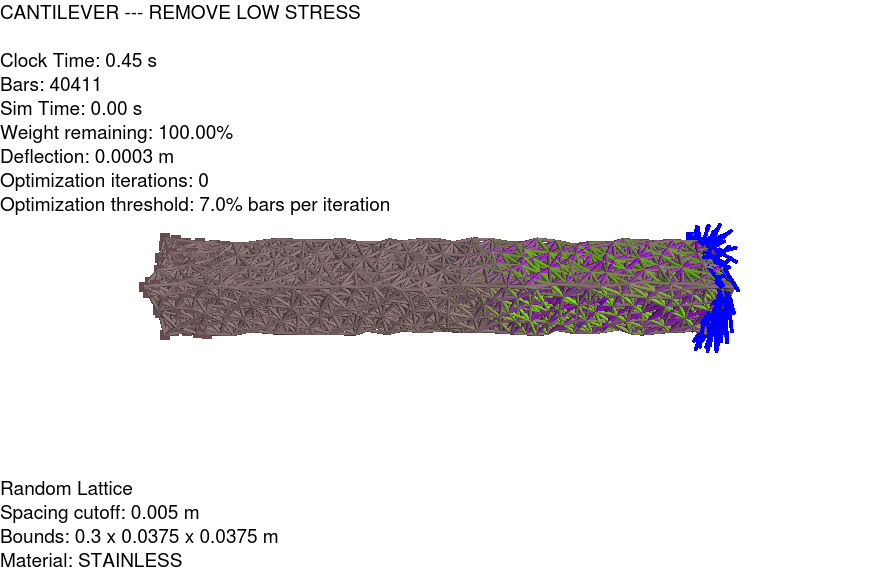 CANTILEVER --- REMOVE LOW STRESS
Clock Time: 0.45 s
Bars: 40411
Sim Time: 0.00 s
Weight remaining: 100.00%
Deflection: 0.0003 m
Optimization iterations: 0
Optimization threshold: 7.0% bars per iteration
Random Lattice
Spacing cutoff: 0.005 m
Bounds: 0.3 x 0.0375 x 0.0375 m
Material: STAINLESS